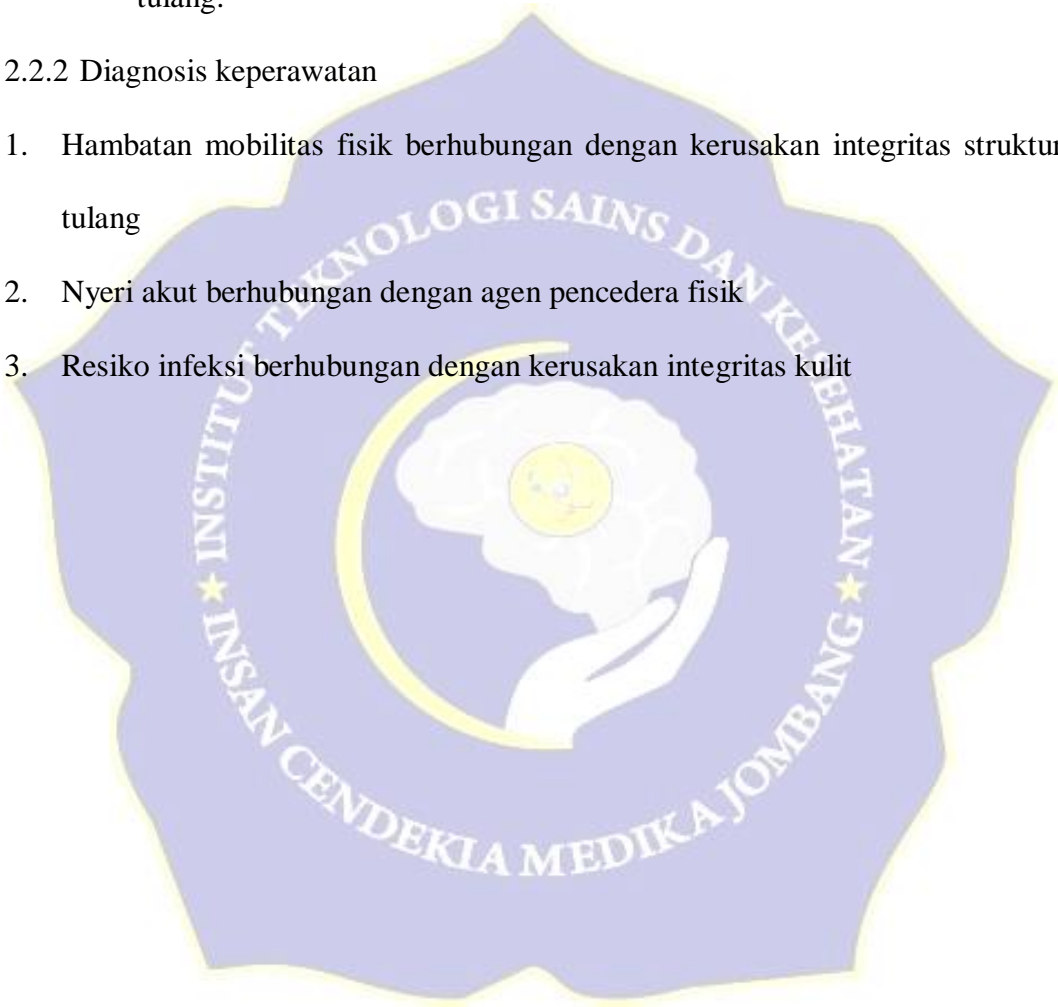 tulang.
2.2.2 Diagnosis keperawatan
1. Hambatan mobilitas fisik berhubungan dengan kerusakan integritas struktur
tulang
2. Nyeri akut berhubungan dengan agen pencedera fisik
3. Resiko infeksi berhubungan dengan kerusakan integritas kulit
INSTITUT TEKNOLOGI SAINS DAN KESEHATAN
INSAN CENDEKIA MEDIKA JOMBANG